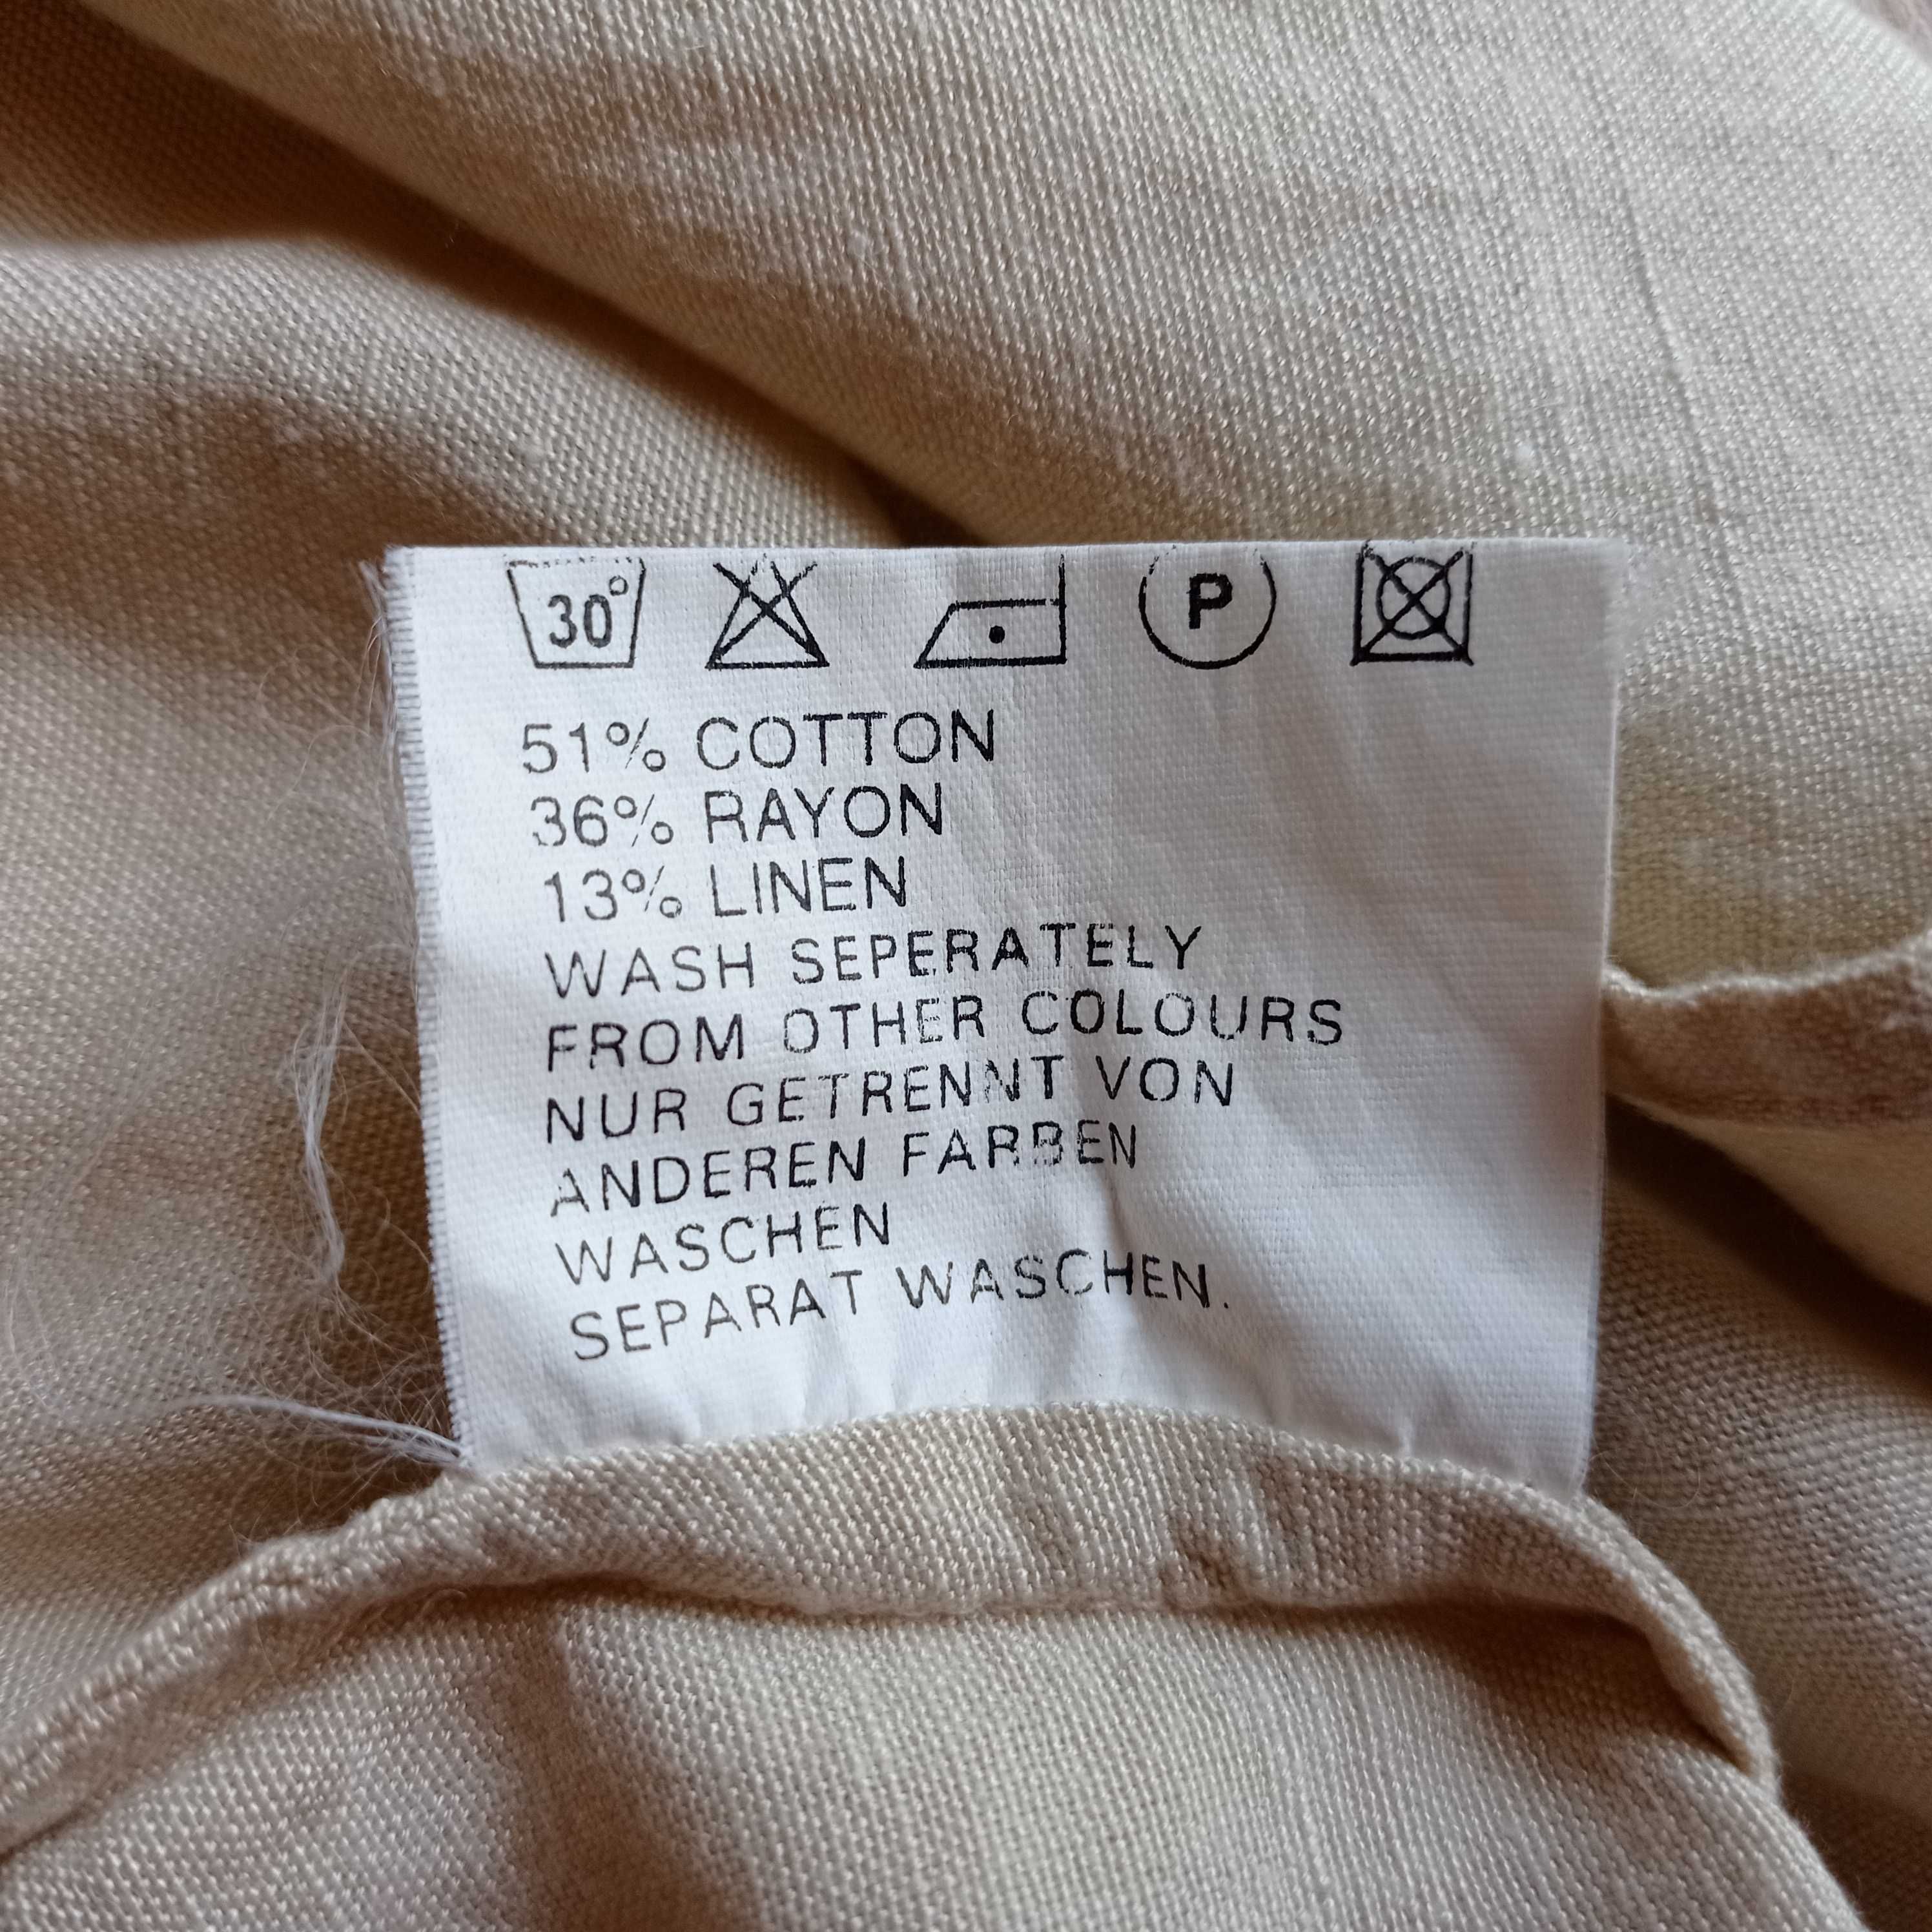 30°
P
51% COTTON
36% RAYON
13% LINEN
WASH SEPERATELY
FROM OTHER COLOURS
NUR GETRENNT VON
ANDEREN FARBEN
WASCHEN
SEPARAT WASCHEN.